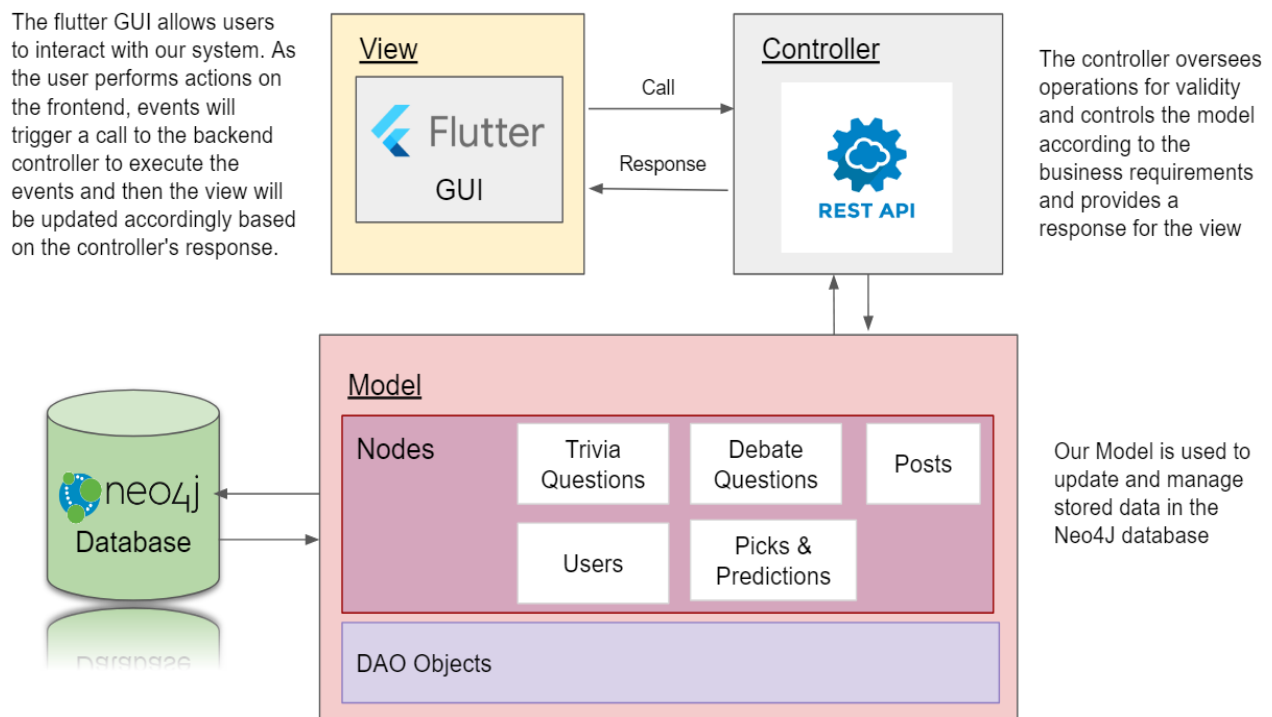 The flutter GUI allows users
to interact with our system. As
the user performs actions on
the frontend, events will
trigger a call to the backend
controller to execute the
events and then the view will
be updated accordingly based
on the controller's response.
View
Flutter
GUI
Call
Response
Controller
REST API
The controller oversees
operations for validity
and controls the model
according to the
business requirements
and provides a
response for the view
neo4j
Database
Model
Nodes
Trivia
Questions
Debate
Questions
Posts
Users
Picks &
Predictions
DAO Objects
Our Model is used to
update and manage
stored data in the
Neo4J database